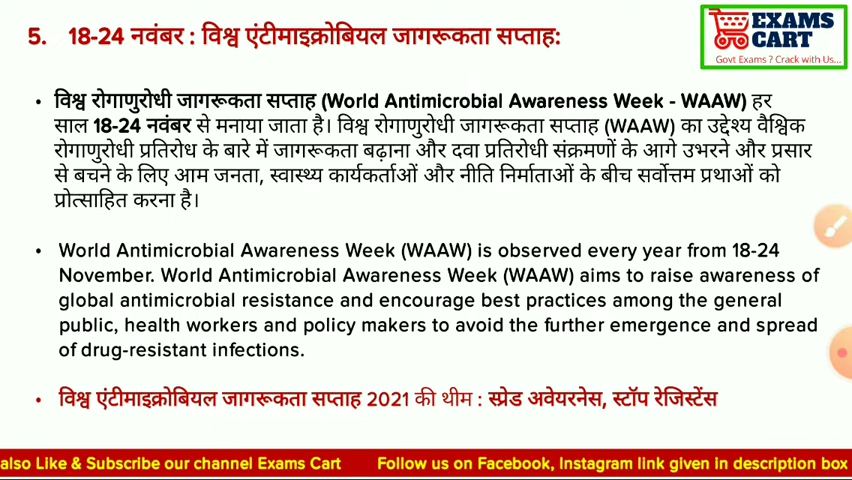 5. 18-24 नवंबर : विश्व एंटीमाइक्रोबियल जागरूकता सप्ताह:
EXAMS
CART
Govt Exams ? Crack with Us...
• विश्व रोगाणुरोधी जागरूकता सप्ताह (World Antimicrobial Awareness Week - WAAW) हर
साल 18-24 नवंबर से मनाया जाता है। विश्व रोगाणुरोधी जागरूकता सप्ताह (WAAW) का उद्देश्य वैश्विक
रोगाणुरोधी प्रतिरोध के बारे में जागरूकता बढ़ाना और दवा प्रतिरोधी संक्रमणों के आगे उभरने और प्रसार
से बचने के लिए आम जनता, स्वास्थ्य कार्यकर्ताओं और नीति निर्माताओं के बीच सर्वोत्तम प्रथाओं को
प्रोत्साहित करना है।
• World Antimicrobial Awareness Week (WAAW) is observed every year from 18-24
November. World Antimicrobial Awareness Week (WAAW) aims to raise awareness of
global antimicrobial resistance and encourage best practices among the general
public, health workers and policy makers to avoid the further emergence and spread
of drug-resistant infections.
• विश्व एंटीमाइक्रोबियल जागरूकता सप्ताह 2021 की थीम : स्प्रेड अवेयरनेस, स्टॉप रेजिस्टेंस
also Like & Subscribe our channel Exams Cart Follow us on Facebook, Instagram link given in description box